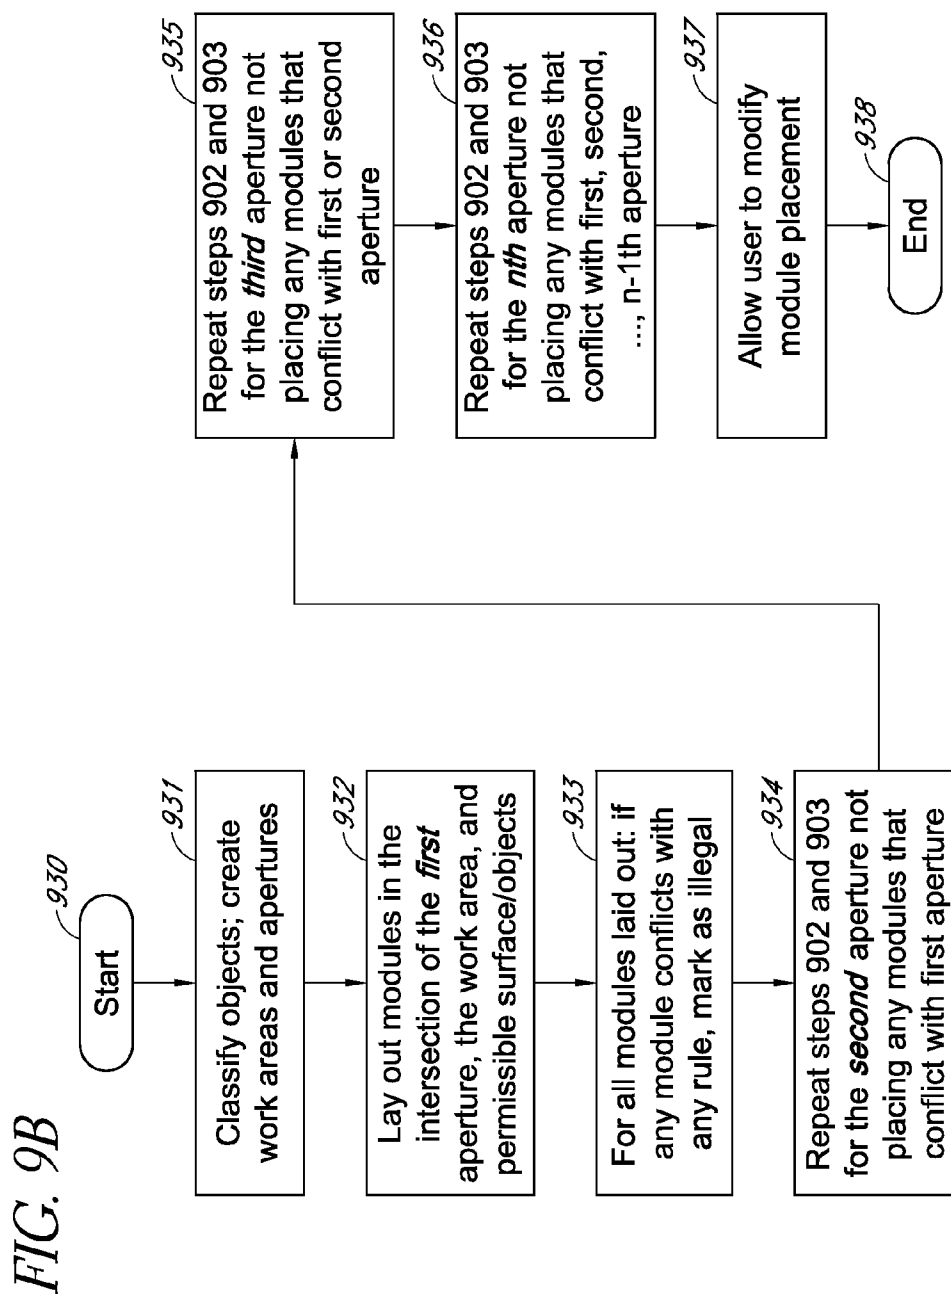 FIG. 9B
930
Start
931
Classify objects; create
work areas and apertures
932
Lay out modules in the
intersection of the first
aperture, the work area, and
permissible surface/objects
933
For all modules laid out: if
any module conflicts with
any rule, mark as illegal
934
Repeat steps 902 and 903
for the second aperture not
placing any modules that
conflict with first aperture
935
Repeat steps 902 and 903
for the third aperture not
placing any modules that
conflict with first or second
aperture
936
Repeat steps 902 and 903
for the nth aperture not
placing any modules that
conflict with first, second,
..., n-1th aperture
937
Allow user to modify
module placement
938
End